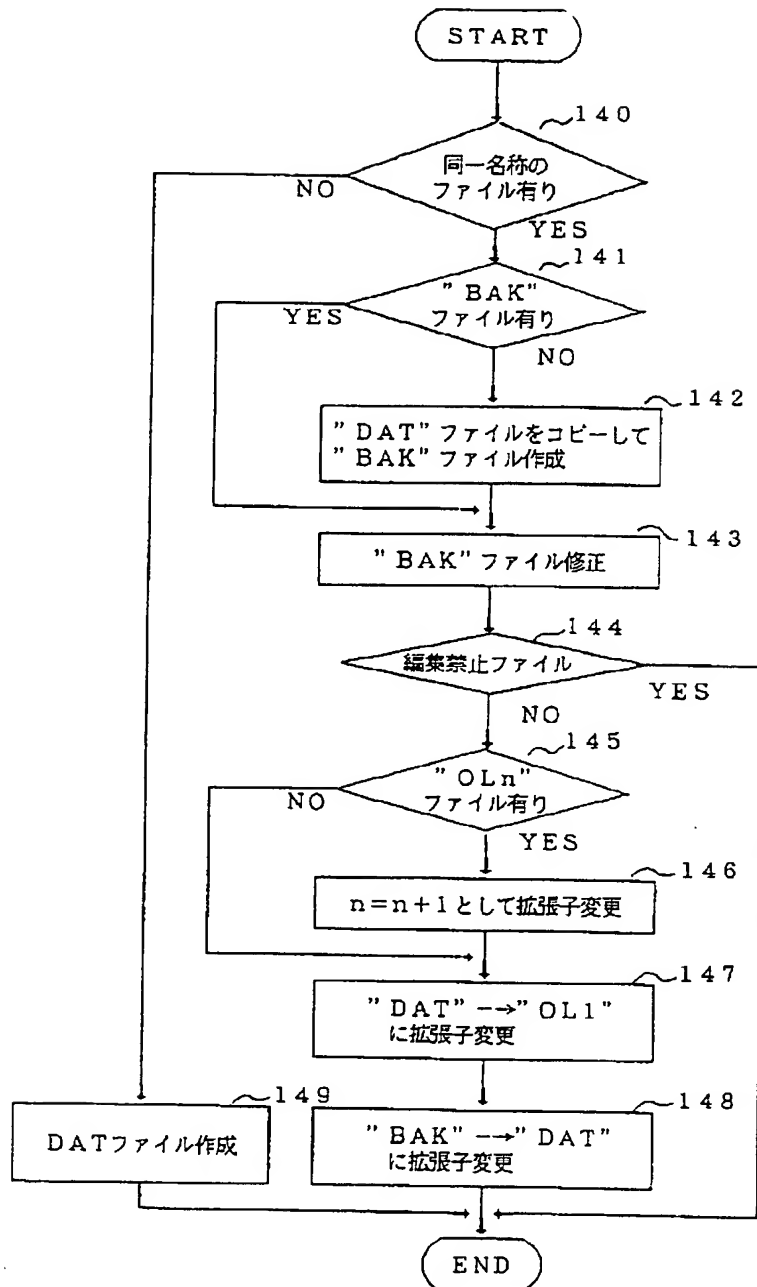 START
140
同一名称の
ファイル有り
NO
YES
141
"BAK"
ファイル有り
YES
NO
142
"DAT"ファイルをコピーして
"BAK"ファイル作成
143
"BAK"ファイル修正
144
編集禁止ファイル
YES
NO
145
"OLn"
ファイル有り
NO
YES
146
n=n+1として拡張子変更
147
"DAT"→"OL1"
に拡張子変更
149
DATファイル作成
148
"BAK"→"DAT"
に拡張子変更
END